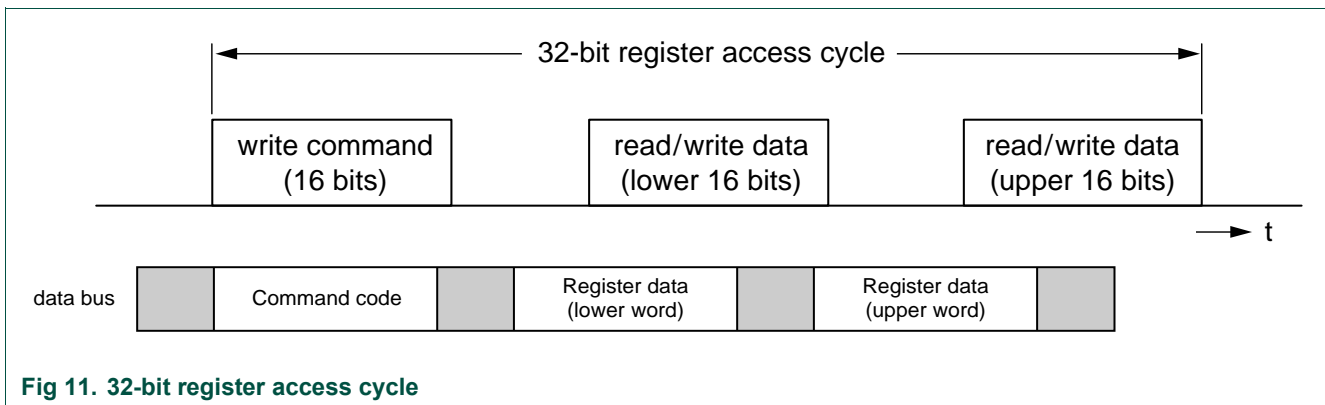 32-bit register access cycle
write command
(16 bits)
read/write data
(lower 16 bits)
read/write data
(upper 16 bits)
t
data bus
Command code
Register data
(lower word)
Register data
(upper word)
Fig 11. 32-bit register access cycle